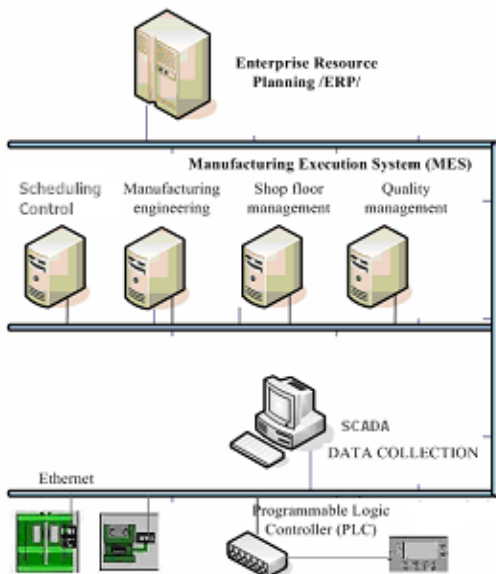 Enterprise Resource
Planning /ERP/
Manufacturing Execution System (MES)
Scheduling
Control
Manufacturing
engineering
Shop floor
management
Quality
management
SCADA
DATA COLLECTION
Ethernet
Programmable Logic
Controller (PLC)